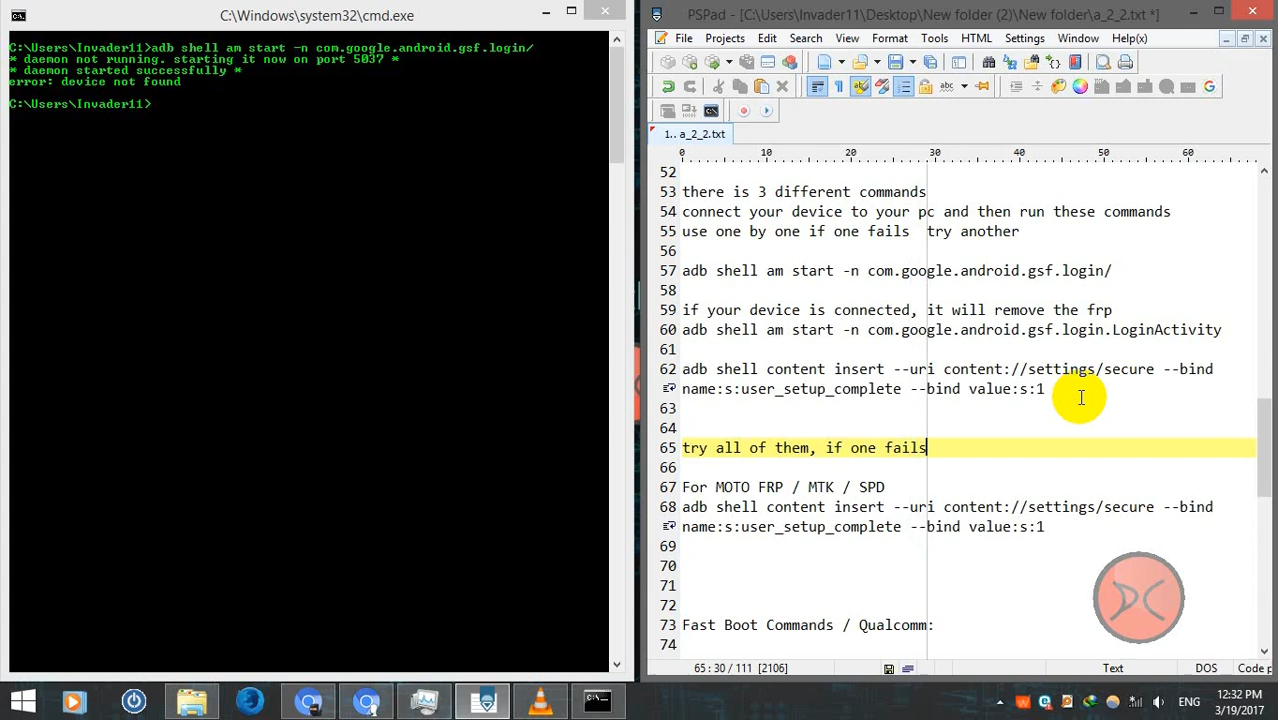 C:\Windows\system32\cmd.exe
C:\Users\Invader11>adb shell am start -n com.google.android.gsf.login/
* daemon not running. starting it now on port 5037 *
* daemon started successfully *
error: device not found
C:\Users\Invader11>
PSPad - [C:\Users\Invader11\Desktop\New folder (2)\New folder\a_2_2.txt *]
File Projects Edit Search View Format Tools HTML Settings Window Help(x)
1.. a_2_2.txt
0 10 20 30 40 50 60
52
53 there is 3 different commands
54 connect your device to your pc and then run these commands
55 use one by one if one fails  try another
56
57 adb shell am start -n com.google.android.gsf.login/
58
59 if your device is connected, it will remove the frp
60 adb shell am start -n com.google.android.gsf.login.LoginActivity
61
62 adb shell content insert --uri content://settings/secure --bind
name:s:user_setup_complete --bind value:s:1
63
64
65 try all of them, if one fails
66
67 For MOTO FRP / MTK / SPD
68 adb shell content insert --uri content://settings/secure --bind
name:s:user_setup_complete --bind value:s:1
69
70
71
72
73 Fast Boot Commands / Qualcomm:
74
65 : 30 / 111 [2106] Text DOS Code p
ENG
12:32 PM
3/19/2017